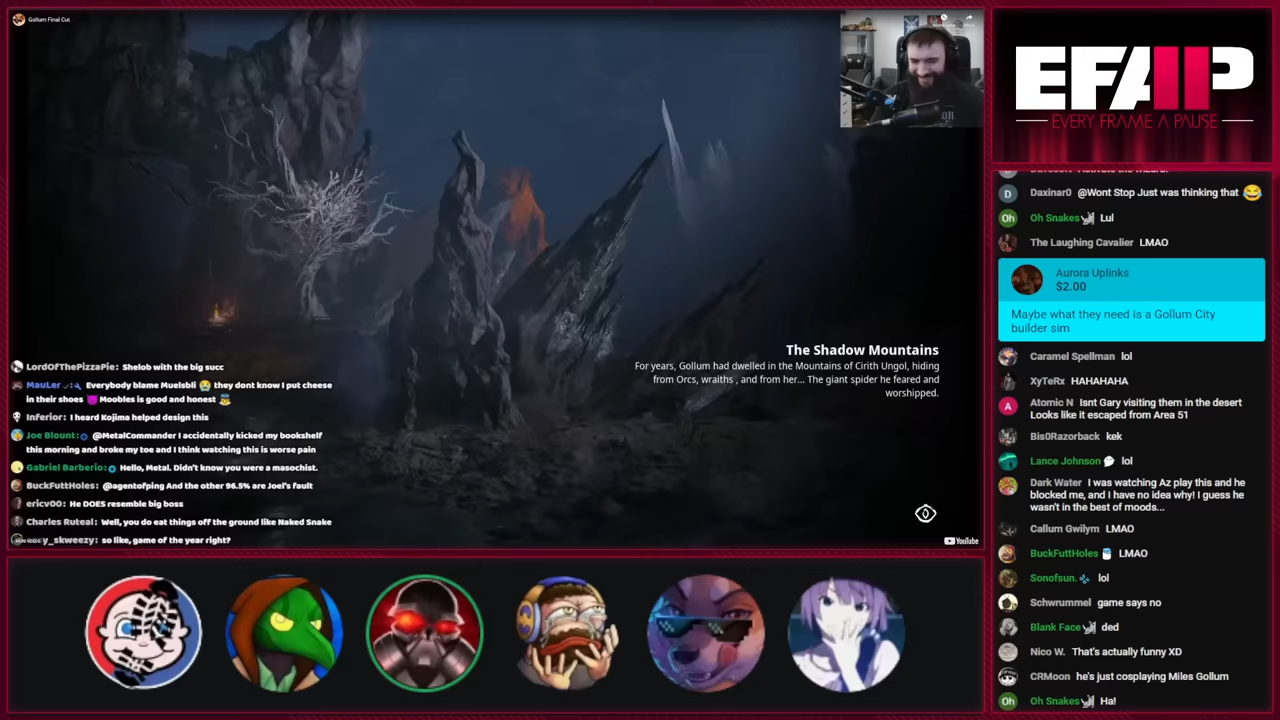 Gollum Final Cut
The Shadow Mountains
For years, Gollum had dwelled in the Mountains of Cirith Ungol, hiding
from Orcs, wraiths , and from her... The giant spider he feared and
worshipped.
LordOfThePizzaPie: Shelob with the big succ
MauLer Everybody blame Muelsbli 😭 they dont know I put cheese
in their shoes 😈 Moobles is good and honest 😇
Inferior: I heard Kojima helped design this
Joe Blount: @MetalCommander I accidentally kicked my bookshelf
this morning and broke my toe and I think watching this is worse pain
Gabriel Barberio: Hello, Metal. Didn't know you were a masochist.
BuckFuttHoles: @agentofping And the other 96.5% are Joel's fault
ericv00: He DOES resemble big boss
Charles Ruteal: Well, you do eat things off the ground like Naked Snake
y_skweezy: so like, game of the year right?
YouTube
EFAP
EVERY FRAME A PAUSE
D Daxinar0 @Wont Stop Just was thinking that 😂
Oh Oh Snakes Lul
The Laughing Cavalier LMAO
Aurora Uplinks
$2.00
Maybe what they need is a Gollum City
builder sim
Caramel Spellman lol
XyTeRx HAHAHAHA
A Atomic N Isnt Gary visiting them in the desert
Looks like it escaped from Area 51
Bis0Razorback kek
Lance Johnson lol
Dark Water I was watching Az play this and he
blocked me, and I have no idea why! I guess he
wasn't in the best of moods...
Callum Gwilym LMAO
BuckFuttHoles LMAO
Sonofsun. lol
Schwrummel game says no
Blank Face ded
Nico W. That's actually funny XD
CRMoon he's just cosplaying Miles Gollum
Oh Oh Snakes Ha!